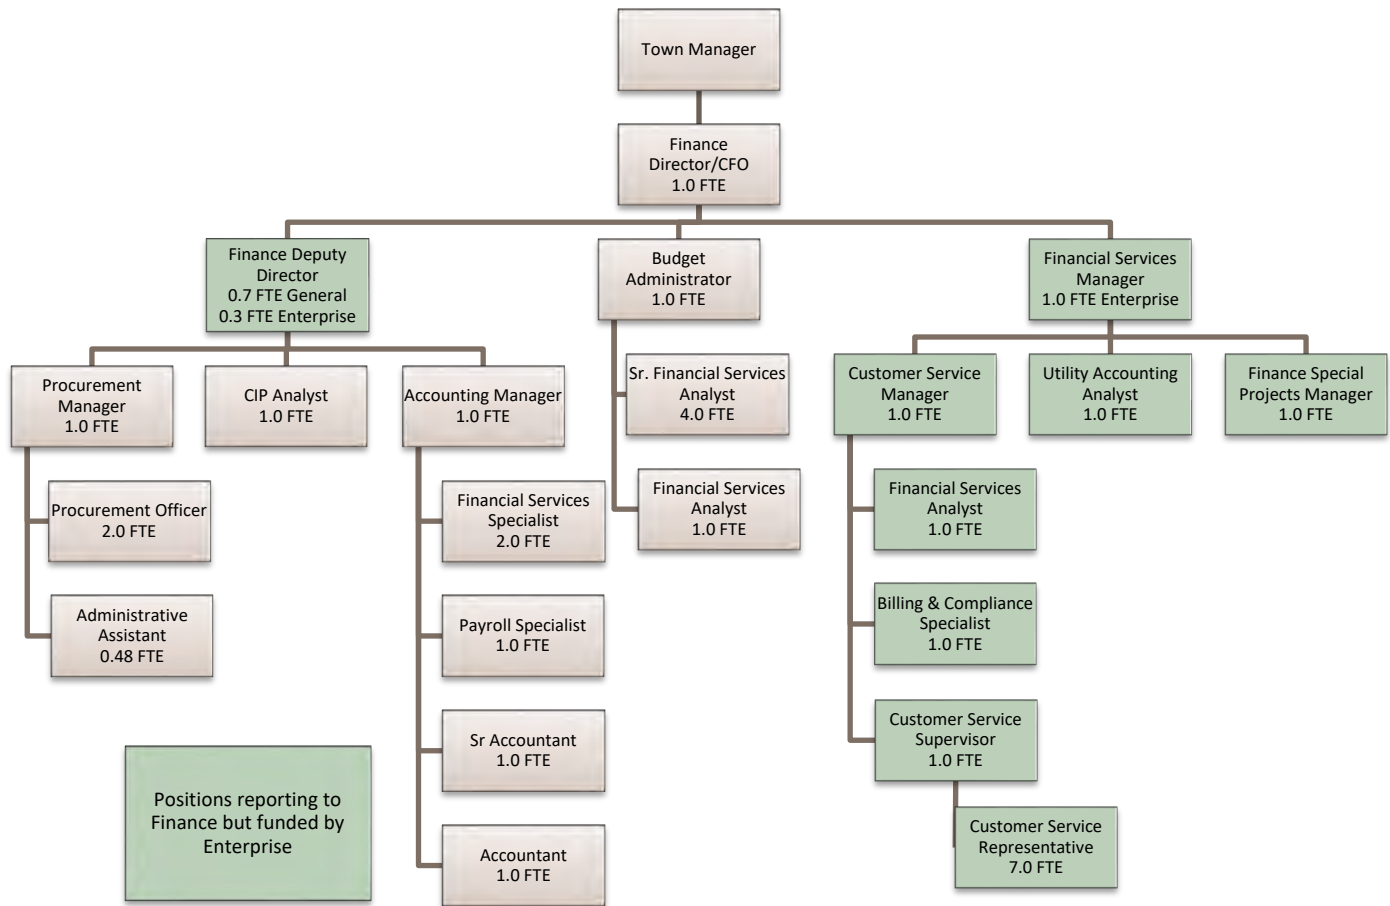 Town Manager
Finance
Director/CFO
1.0 FTE
Finance Deputy
Director
0.7 FTE General
0.3 FTE Enterprise
Budget
Administrator
1.0 FTE
Financial Services
Manager
1.0 FTE Enterprise
Procurement
Manager
1.0 FTE
CIP Analyst
1.0 FTE
Accounting Manager
1.0 FTE
Sr. Financial Services
Analyst
4.0 FTE
Customer Service
Manager
1.0 FTE
Utility Accounting
Analyst
1.0 FTE
Finance Special
Projects Manager
1.0 FTE
Procurement Officer
2.0 FTE
Financial Services
Specialist
2.0 FTE
Financial Services
Analyst
1.0 FTE
Financial Services
Analyst
1.0 FTE
Administrative
Assistant
0.48 FTE
Payroll Specialist
1.0 FTE
Billing & Compliance
Specialist
1.0 FTE
Sr Accountant
1.0 FTE
Customer Service
Supervisor
1.0 FTE
Positions reporting to
Finance but funded by
Enterprise
Accountant
1.0 FTE
Customer Service
Representative
7.0 FTE